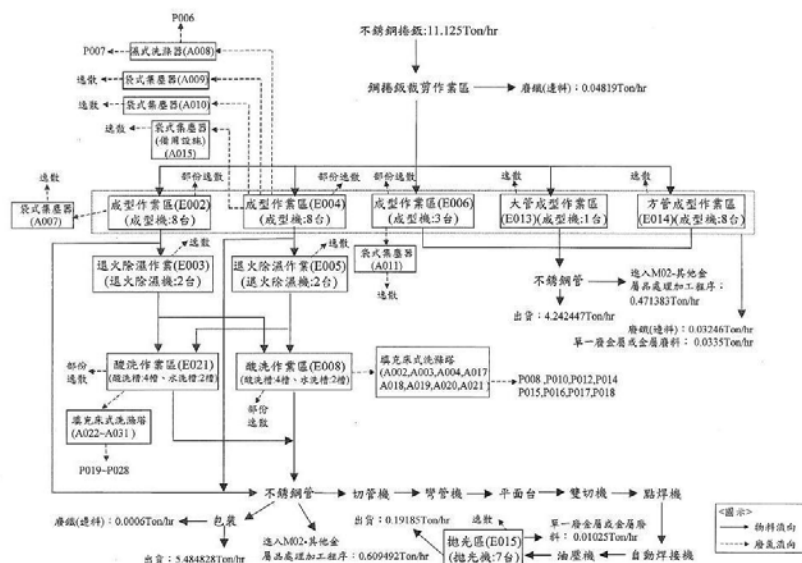 P006
不銹鋼捲鈑:11.125Ton/hr
P007
濕式洗滌器(A008)
逸散
袋式集塵器(A009)
鋼捲鈑裁剪作業區
廢鐵(邊料):0.04819Ton/hr
逸散
袋式集塵器(A010)
逸散
袋式集塵器
(備用設施)
(A015)
逸散
部份逸散
部份逸散
部份逸散
逸散
逸散
袋式集塵器
(A007)
成型作業區(E002)
(成型機:8台)
成型作業區(E004)
(成型機:8台)
成型作業區(E006)
(成型機:3台)
大管成型作業區
(E013)(成型機:1台)
方管成型作業區
(E014)(成型機:8台)
逸散
逸散
退火除濕作業(E003)
(退火除濕機:2台)
退火除濕作業(E005)
(退火除濕機:2台)
袋式集塵器
(A011)
逸散
不銹鋼管
進入M02-其他金
屬品處理加工程序:
0.471383Ton/hr
出貨:4.242447Ton/hr
廢鐵(邊料):0.03246Ton/hr
單一廢金屬或金屬廢料:0.0335Ton/hr
部份
逸散
酸洗作業區(E021)
(酸洗槽:4槽、水洗槽:2槽)
酸洗作業區(E008)
(酸洗槽:4槽、水洗槽:2槽)
填充床式洗滌塔
(A002,A003,A004,A017
A018,A019,A020,A021)
P008,P010,P012,P014
P015,P016,P017,P018
部份
逸散
填充床式洗滌塔
(A022~A031)
P019~P028
不銹鋼管
切管機
彎管機
平面台
雙切機
點焊機
廢鐵(邊料):0.0006Ton/hr
包裝
出貨:5.484828Ton/hr
進入M02-其他金
屬品處理加工程序:0.609492Ton/hr
出貨:0.19185Ton/hr
逸散
拋光區(E015)
(拋光機:7台)
單一廢金屬或金屬廢
料:0.01025Ton/hr
油壓機
自動焊接機
<圖示>
物料流向
廢氣流向